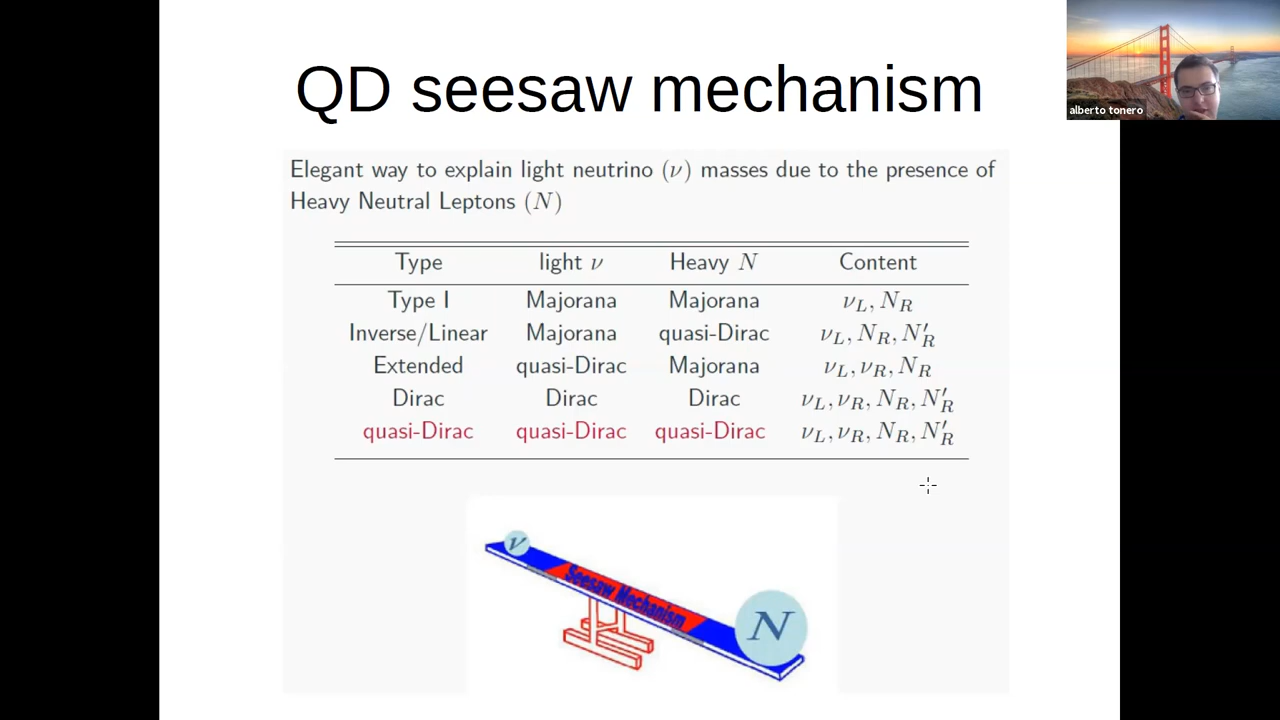 QD seesaw mechanism
alberto tonero
Elegant way to explain light neutrino (ν) masses due to the presence of
Heavy Neutral Leptons (N)
Type light ν Heavy N Content
Type I Majorana Majorana ν_L, N_R
Inverse/Linear Majorana quasi-Dirac ν_L, N_R, N′_R
Extended quasi-Dirac Majorana ν_L, ν_R, N_R
Dirac Dirac Dirac ν_L, ν_R, N_R, N′_R
quasi-Dirac quasi-Dirac quasi-Dirac ν_L, ν_R, N_R, N′_R
ν
Seesaw Mechanism
N